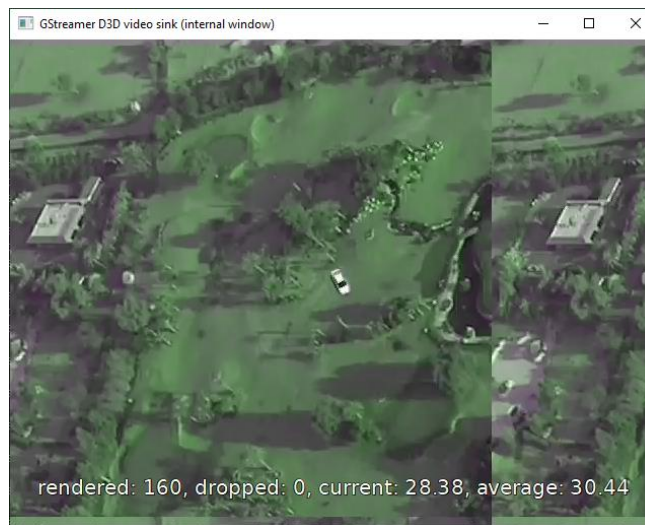 GStreamer D3D video sink (internal window)
rendered: 160, dropped: 0, current: 28.38, average: 30.44